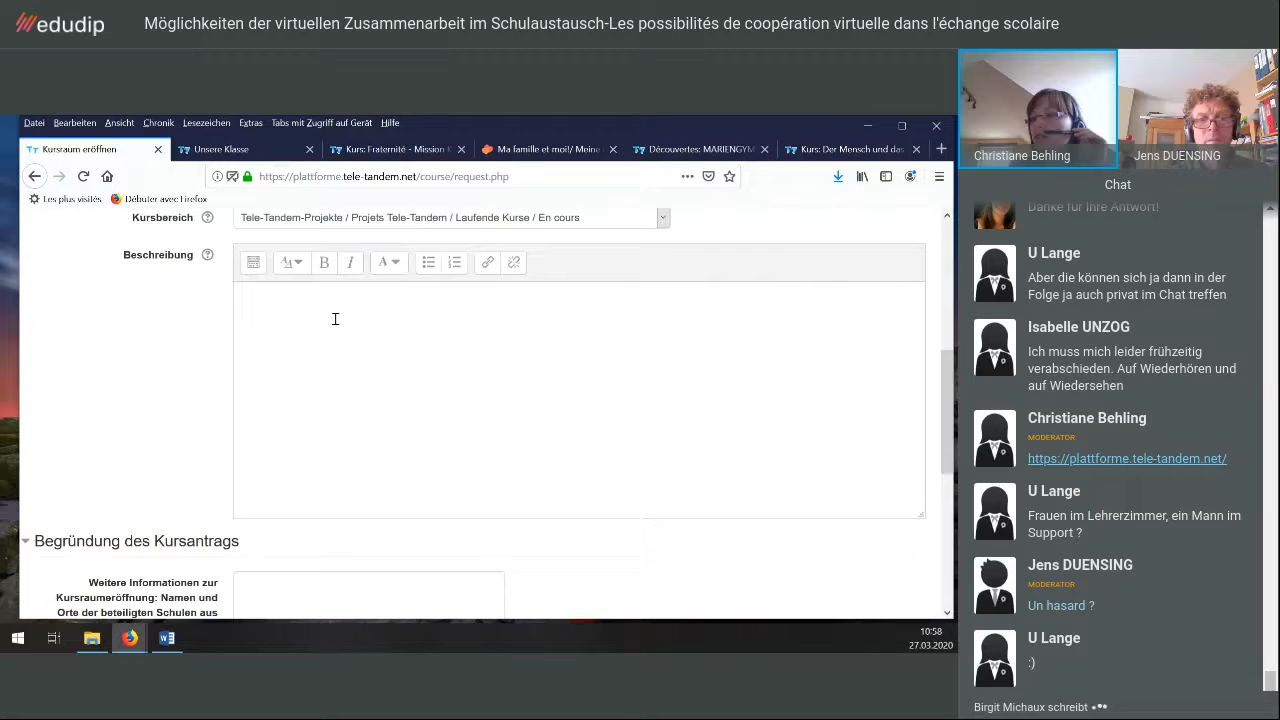 edudip
Möglichkeiten der virtuellen Zusammenarbeit im Schulaustausch-Les possibilités de coopération virtuelle dans l'échange scolaire
Datei Bearbeiten Ansicht Chronik Lesezeichen Extras Tabs mit Zugriff auf Gerät Hilfe
Kursraum eröffnen
Unsere Klasse
Kurs: Fraternité - Mission K
Ma famille et moi!/ Meine
Découvertes: MARIENGYM
Kurs: Der Mensch und das
https://plattforme.tele-tandem.net/course/request.php
Les plus visités
Débuter avec Firefox
Kursbereich
Tele-Tandem-Projekte / Projets Tele-Tandem / Laufende Kurse / En cours
Beschreibung
Begründung des Kursantrags
Weitere Informationen zur
Kursraumeröffnung: Namen und
Orte der beteiligten Schulen aus
10:58
27.03.2020
Christiane Behling
Jens DUENSING
Chat
Danke für Ihre Antwort!
U Lange
Aber die können sich ja dann in der
Folge ja auch privat im Chat treffen
Isabelle UNZOG
Ich muss mich leider frühzeitig
verabschieden. Auf Wiederhören und
auf Wiedersehen
Christiane Behling
MODERATOR
https://plattforme.tele-tandem.net/
U Lange
Frauen im Lehrerzimmer, ein Mann im
Support ?
Jens DUENSING
MODERATOR
Un hasard ?
U Lange
:)
Birgit Michaux schreibt